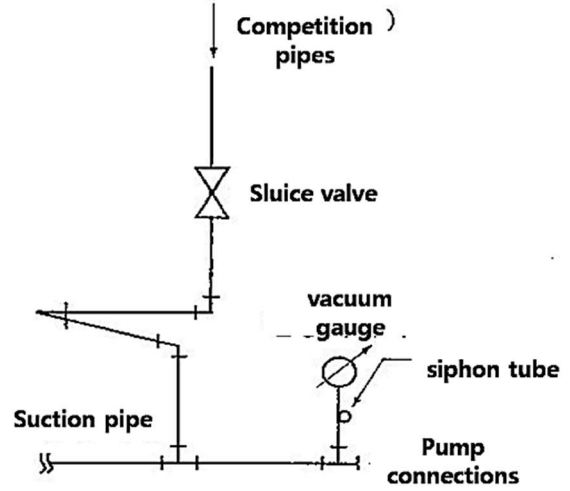 Competition )
pipes
Sluice valve
vacuum
gauge
siphon tube
Suction pipe
Pump
connections